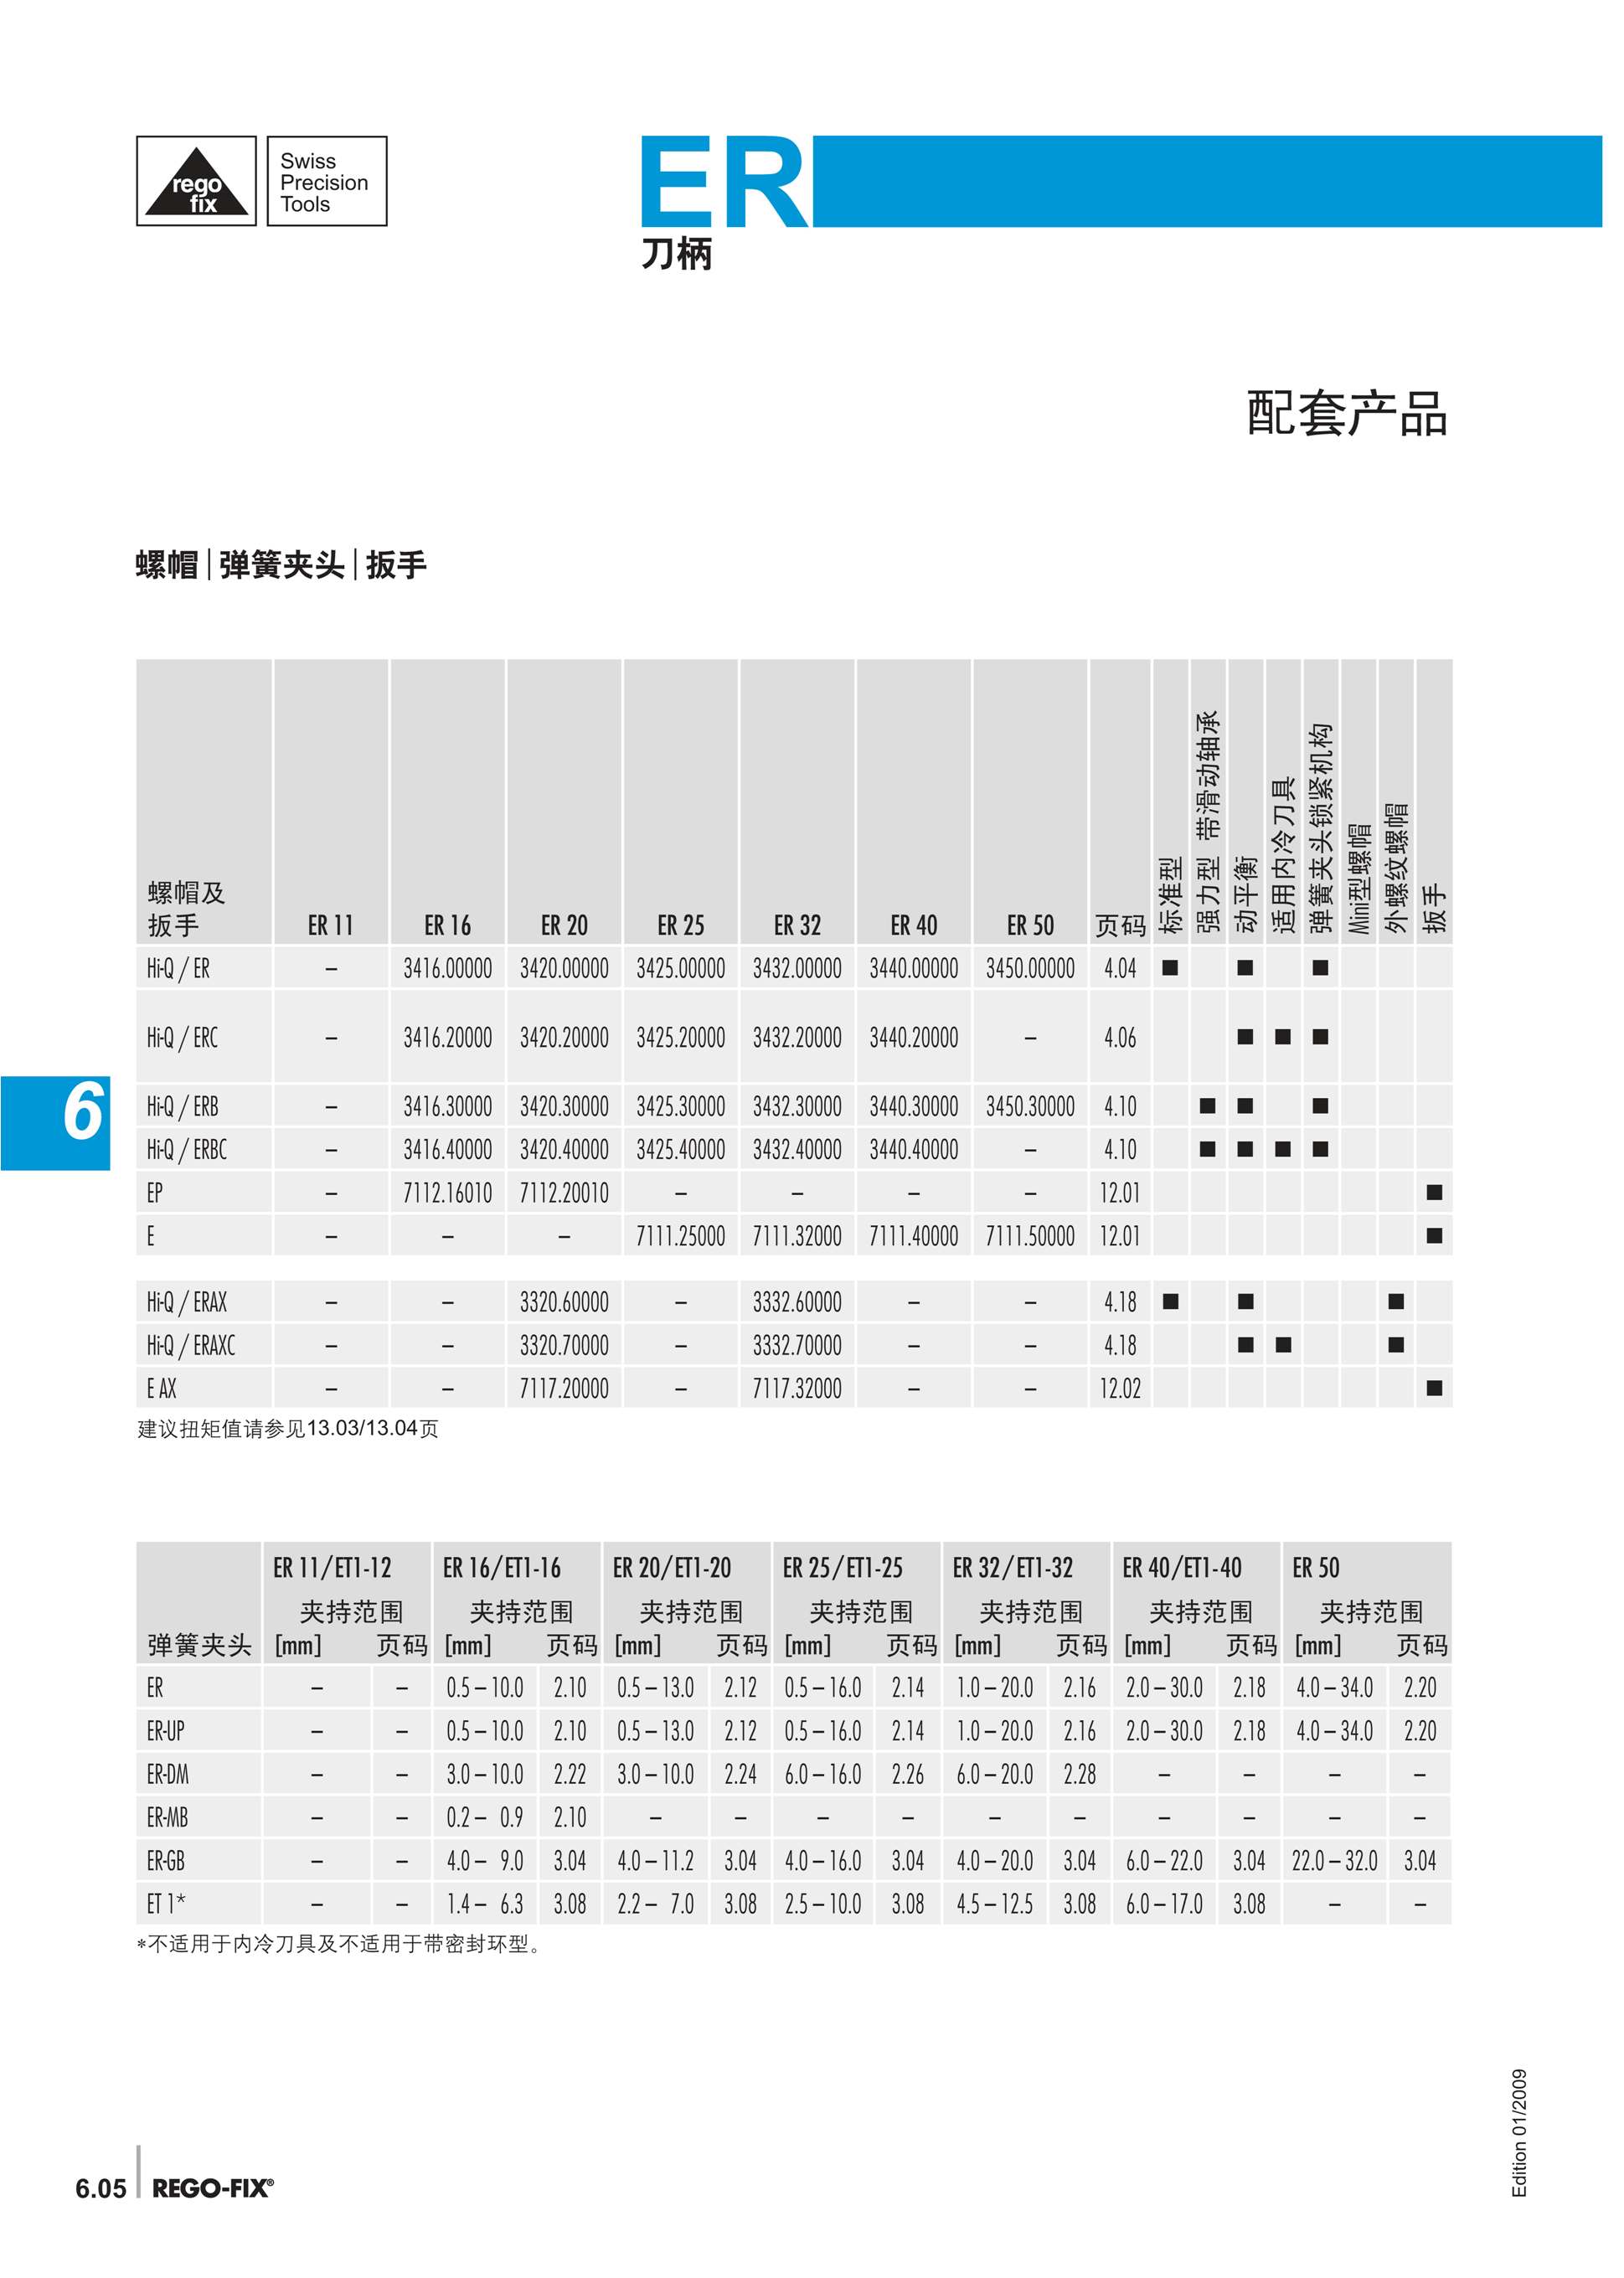 rego
fix
Swiss
Precision
Tools
ER
刀柄
配套产品
螺帽|弹簧夹头|扳手
螺帽及
扳手 ER 11 ER 16 ER 20 ER 25 ER 32 ER 40 ER 50 页码 标准型 强力型 带滑动轴承 动平衡 适用内冷刀具 弹簧夹头锁紧机构 Mini型螺帽 外螺纹螺帽 扳手
Hi-Q / ER – 3416.00000 3420.00000 3425.00000 3432.00000 3440.00000 3450.00000 4.04 ■ ■ ■
Hi-Q / ERC – 3416.20000 3420.20000 3425.20000 3432.20000 3440.20000 – 4.06 ■ ■ ■
Hi-Q / ERB – 3416.30000 3420.30000 3425.30000 3432.30000 3440.30000 3450.30000 4.10 ■ ■ ■
Hi-Q / ERBC – 3416.40000 3420.40000 3425.40000 3432.40000 3440.40000 – 4.10 ■ ■ ■ ■
EP – 7112.16010 7112.20010 – – – – 12.01 ■
E – – – 7111.25000 7111.32000 7111.40000 7111.50000 12.01 ■
Hi-Q / ERAX – – 3320.60000 – 3332.60000 – – 4.18 ■ ■ ■
Hi-Q / ERAXC – – 3320.70000 – 3332.70000 – – 4.18 ■ ■ ■
E AX – – 7117.20000 – 7117.32000 – – 12.02 ■
建议扭矩值请参见13.03/13.04页
6
ER 11/ET1-12 ER 16/ET1-16 ER 20/ET1-20 ER 25/ET1-25 ER 32/ET1-32 ER 40/ET1-40 ER 50
夹持范围 夹持范围 夹持范围 夹持范围 夹持范围 夹持范围 夹持范围
弹簧夹头 [mm] 页码 [mm] 页码 [mm] 页码 [mm] 页码 [mm] 页码 [mm] 页码 [mm] 页码
ER – – 0.5 – 10.0 2.10 0.5 – 13.0 2.12 0.5 – 16.0 2.14 1.0 – 20.0 2.16 2.0 – 30.0 2.18 4.0 – 34.0 2.20
ER-UP – – 0.5 – 10.0 2.10 0.5 – 13.0 2.12 0.5 – 16.0 2.14 1.0 – 20.0 2.16 2.0 – 30.0 2.18 4.0 – 34.0 2.20
ER-DM – – 3.0 – 10.0 2.22 3.0 – 10.0 2.24 6.0 – 16.0 2.26 6.0 – 20.0 2.28 – – – –
ER-MB – – 0.2 – 0.9 2.10 – – – – – – – – – –
ER-GB – – 4.0 – 9.0 3.04 4.0 – 11.2 3.04 4.0 – 16.0 3.04 4.0 – 20.0 3.04 6.0 – 22.0 3.04 22.0 – 32.0 3.04
ET 1* – – 1.4 – 6.3 3.08 2.2 – 7.0 3.08 2.5 – 10.0 3.08 4.5 – 12.5 3.08 6.0 – 17.0 3.08 – –
*不适用于内冷刀具及不适用于带密封环型。
Edition 01/2009
6.05 REGO-FIX®